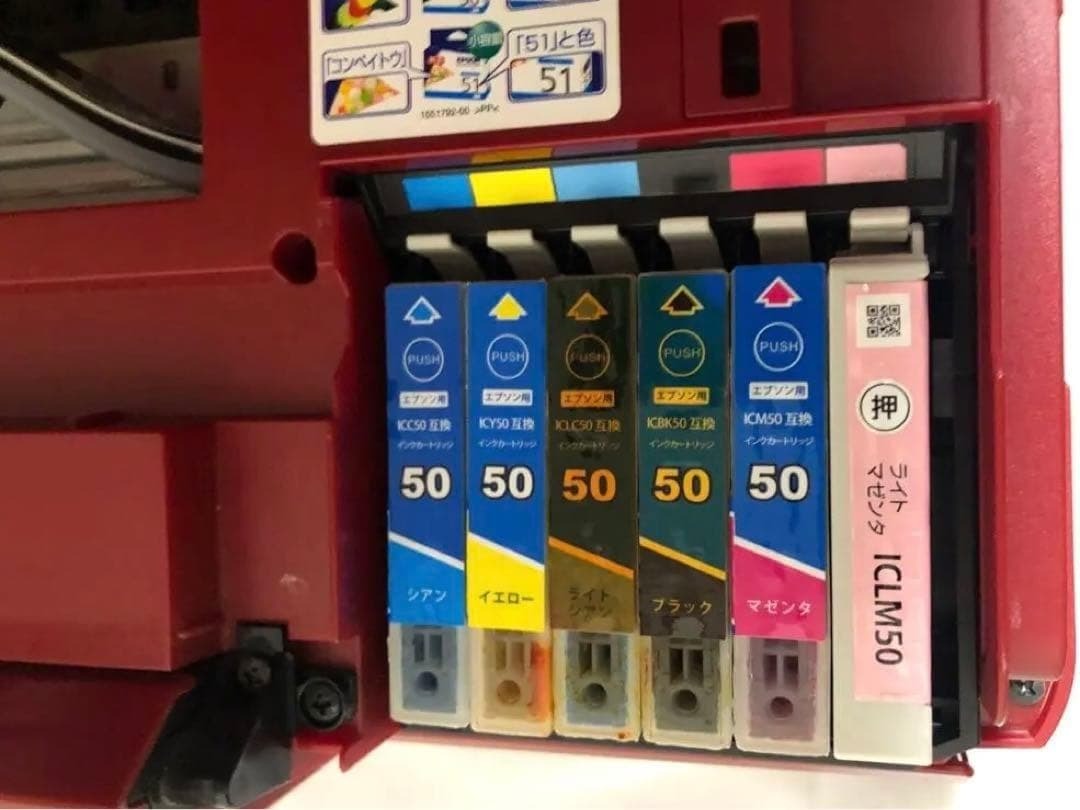 小容量
「コンペイトウ」
「51」と色
51
51
PUSH
エプソン用
ICC50 互換
インクカートリッジ
50
シアン
PUSH
エプソン用
ICY50 互換
インクカートリッジ
50
イエロー
PUSH
エプソン用
ICLC50 互換
インクカートリッジ
50
ライト
シアン
PUSH
エプソン用
ICBK50 互換
インクカートリッジ
50
ブラック
PUSH
エプソン用
ICM50 互換
インクカートリッジ
50
マゼンタ
押
ライト
マゼンタ
ICLM50